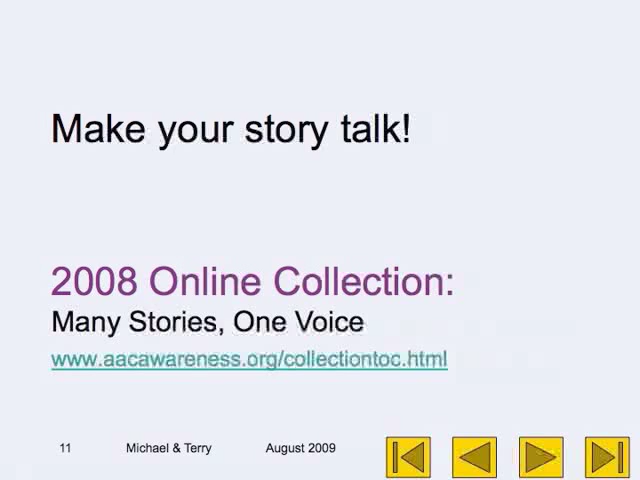 Make your story talk!
2008 Online Collection:
Many Stories, One Voice
www.aacawareness.org/collectiontoc.html
11 Michael & Terry August 2009